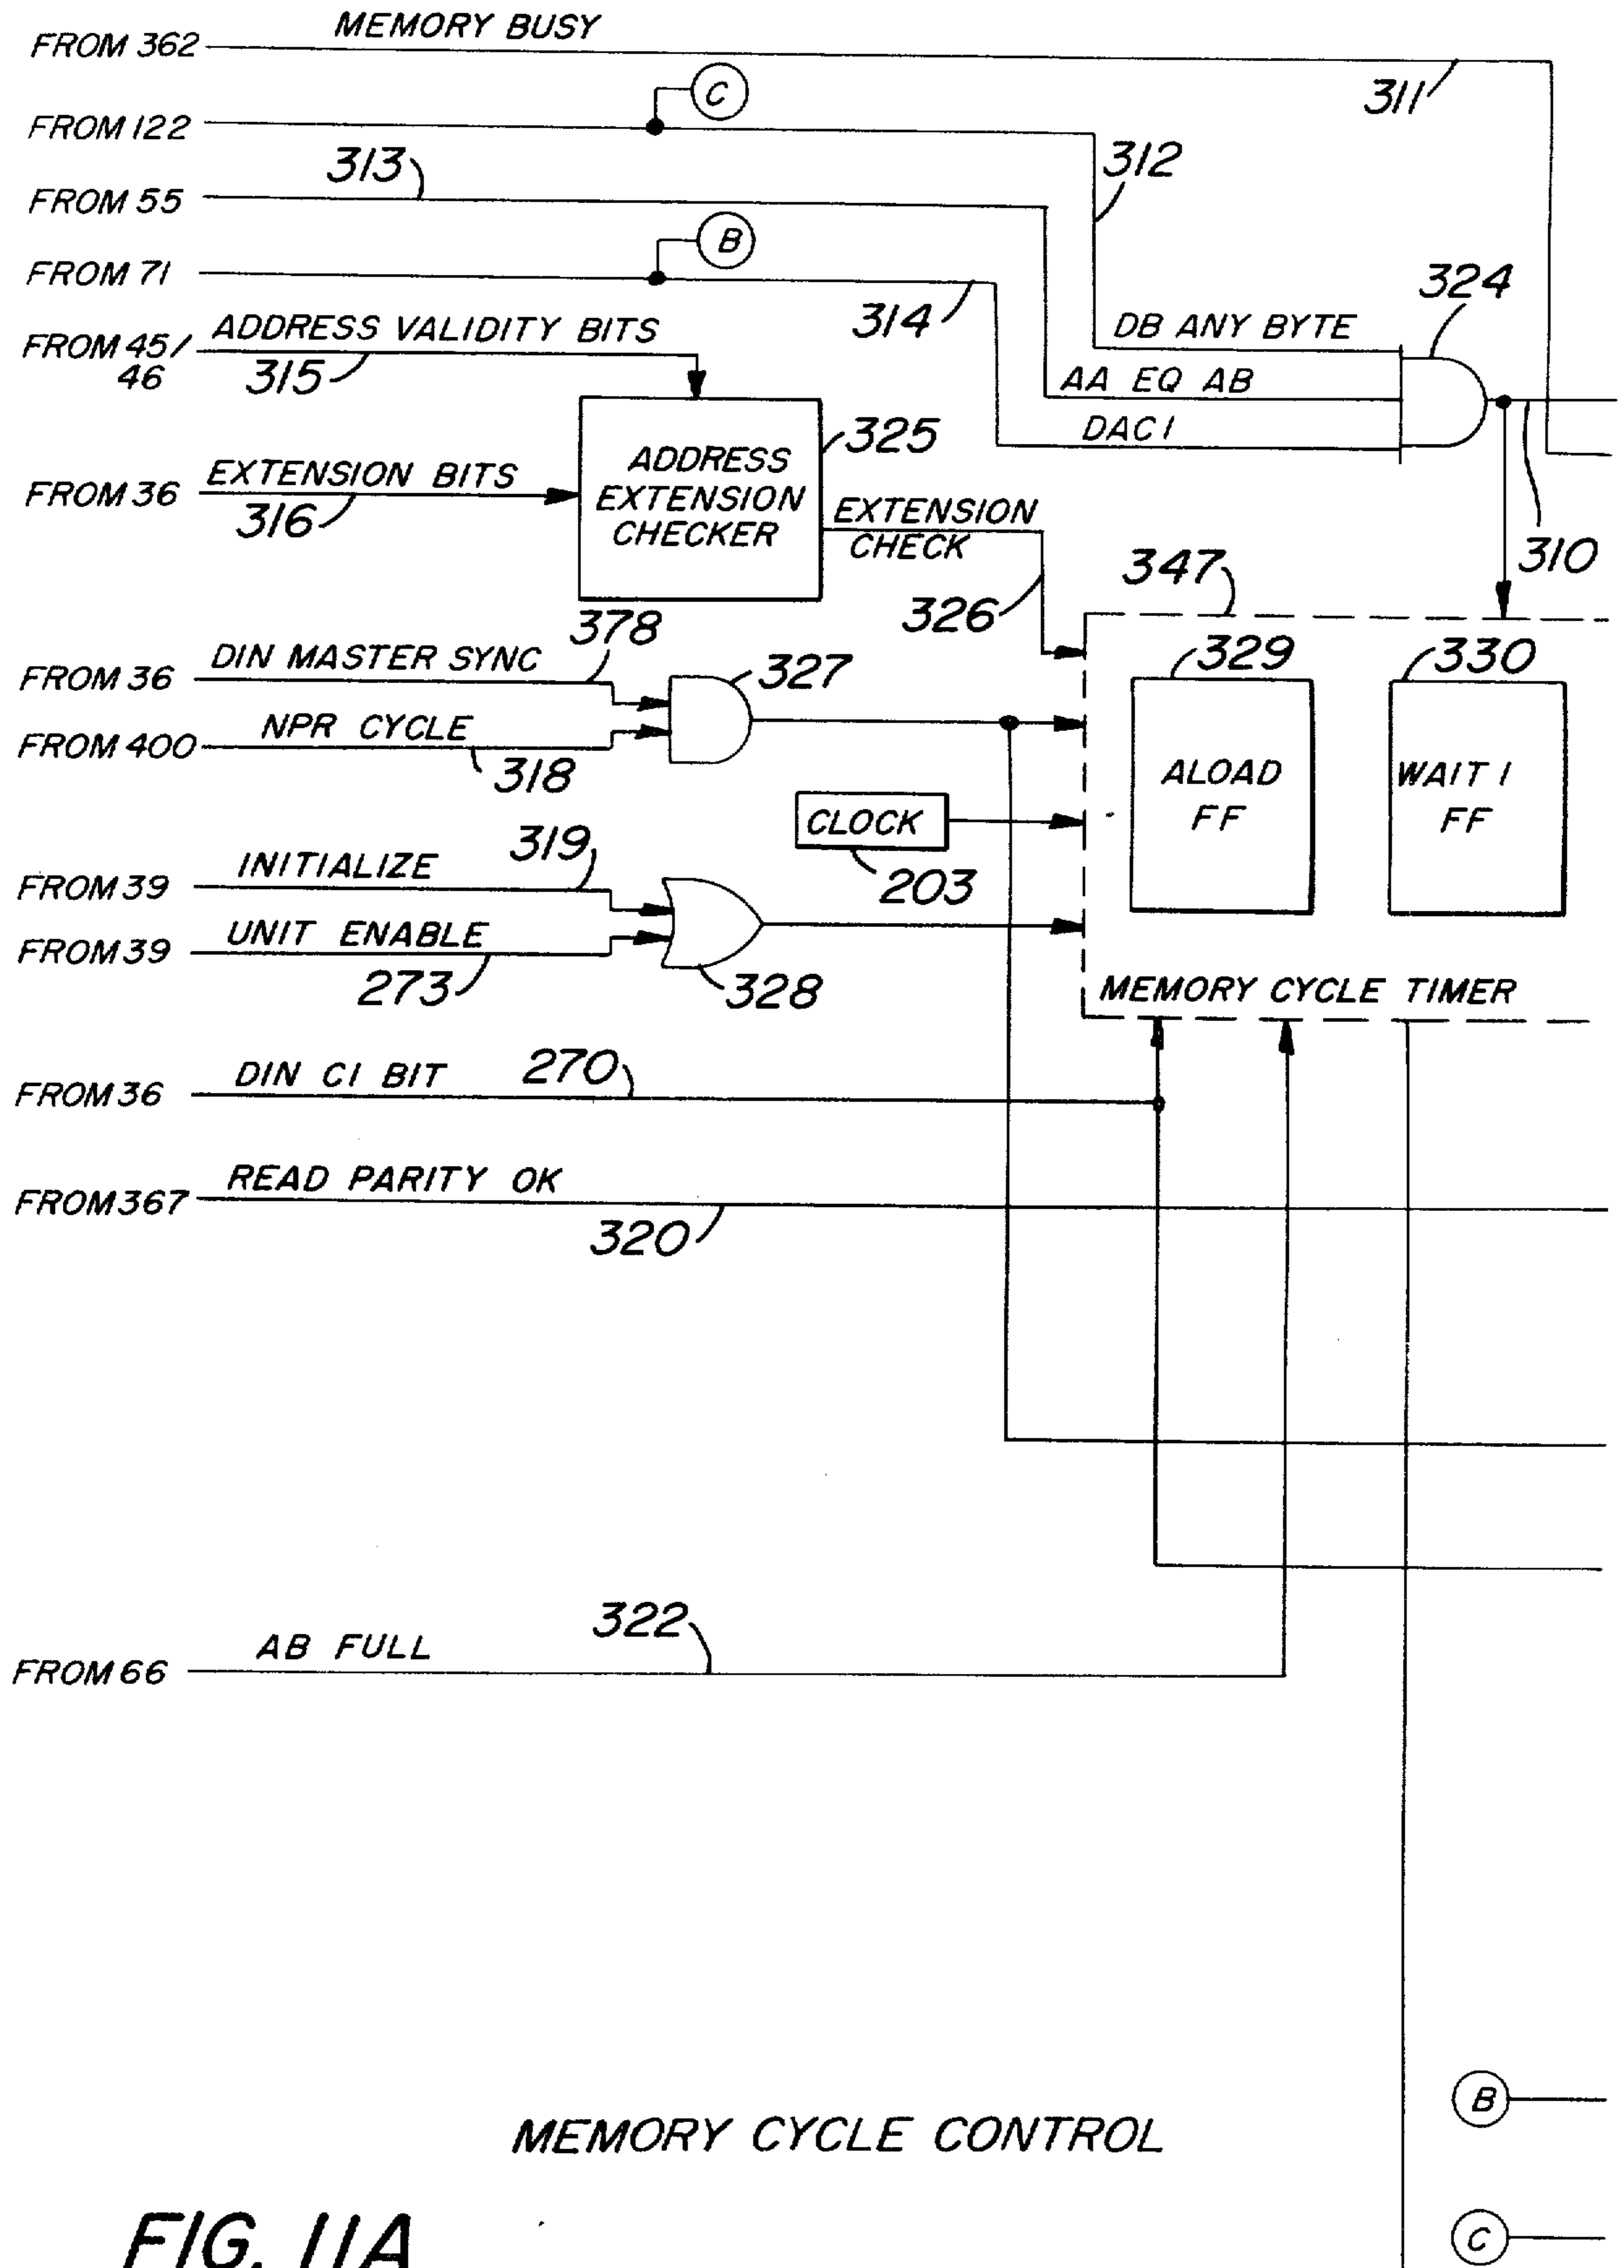 MEMORY BUSY
FROM 362
311
C
FROM 122
312
313
FROM 55
B
FROM 71
314
324
DB ANY BYTE
AA EQ AB
DAC1
310
ADDRESS VALIDITY BITS
FROM 45/
46
315
325
ADDRESS
EXTENSION
CHECKER
EXTENSION BITS
FROM 36
316
EXTENSION
CHECK
326
347
378
DIN MASTER SYNC
FROM 36
327
NPR CYCLE
FROM 400
318
329
330
ALOAD
FF
WAIT 1
FF
CLOCK
203
319
INITIALIZE
FROM 39
UNIT ENABLE
FROM 39
273
328
MEMORY CYCLE TIMER
DIN C1 BIT
270
FROM 36
READ PARITY OK
FROM 367
320
322
AB FULL
FROM 66
B
MEMORY CYCLE CONTROL
C
FIG. 11A